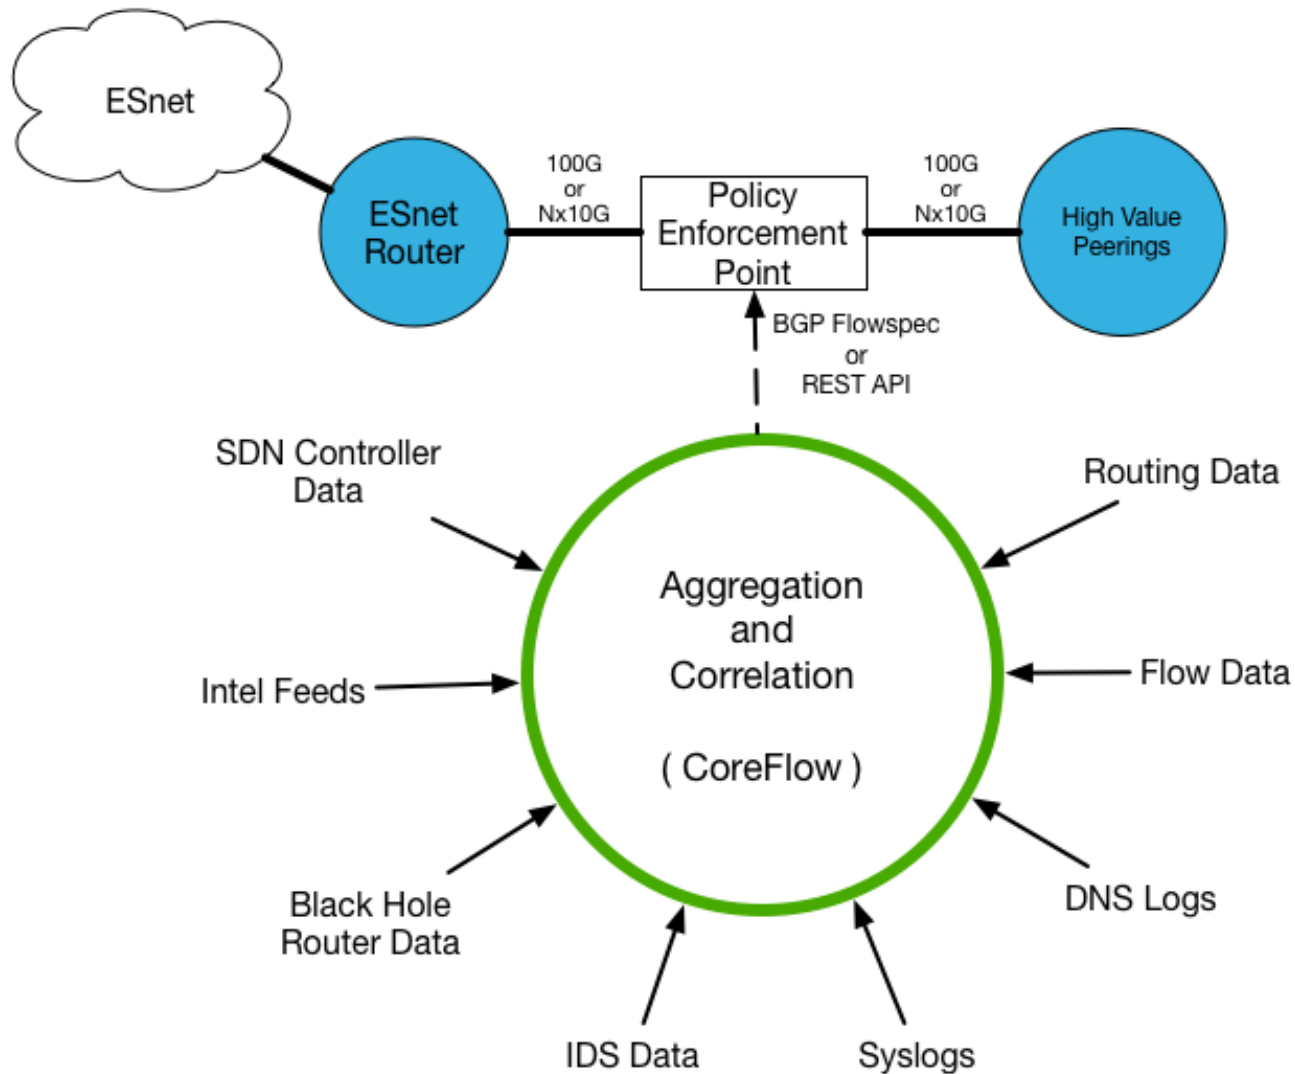 ESnet
ESnet
Router
100G
or
Nx10G
Policy
Enforcement
Point
100G
or
Nx10G
High Value
Peerings
BGP Flowspec
or
REST API
SDN Controller
Data
Routing Data
Aggregation
and
Correlation
( CoreFlow )
Intel Feeds
Flow Data
Black Hole
Router Data
DNS Logs
IDS Data
Syslogs